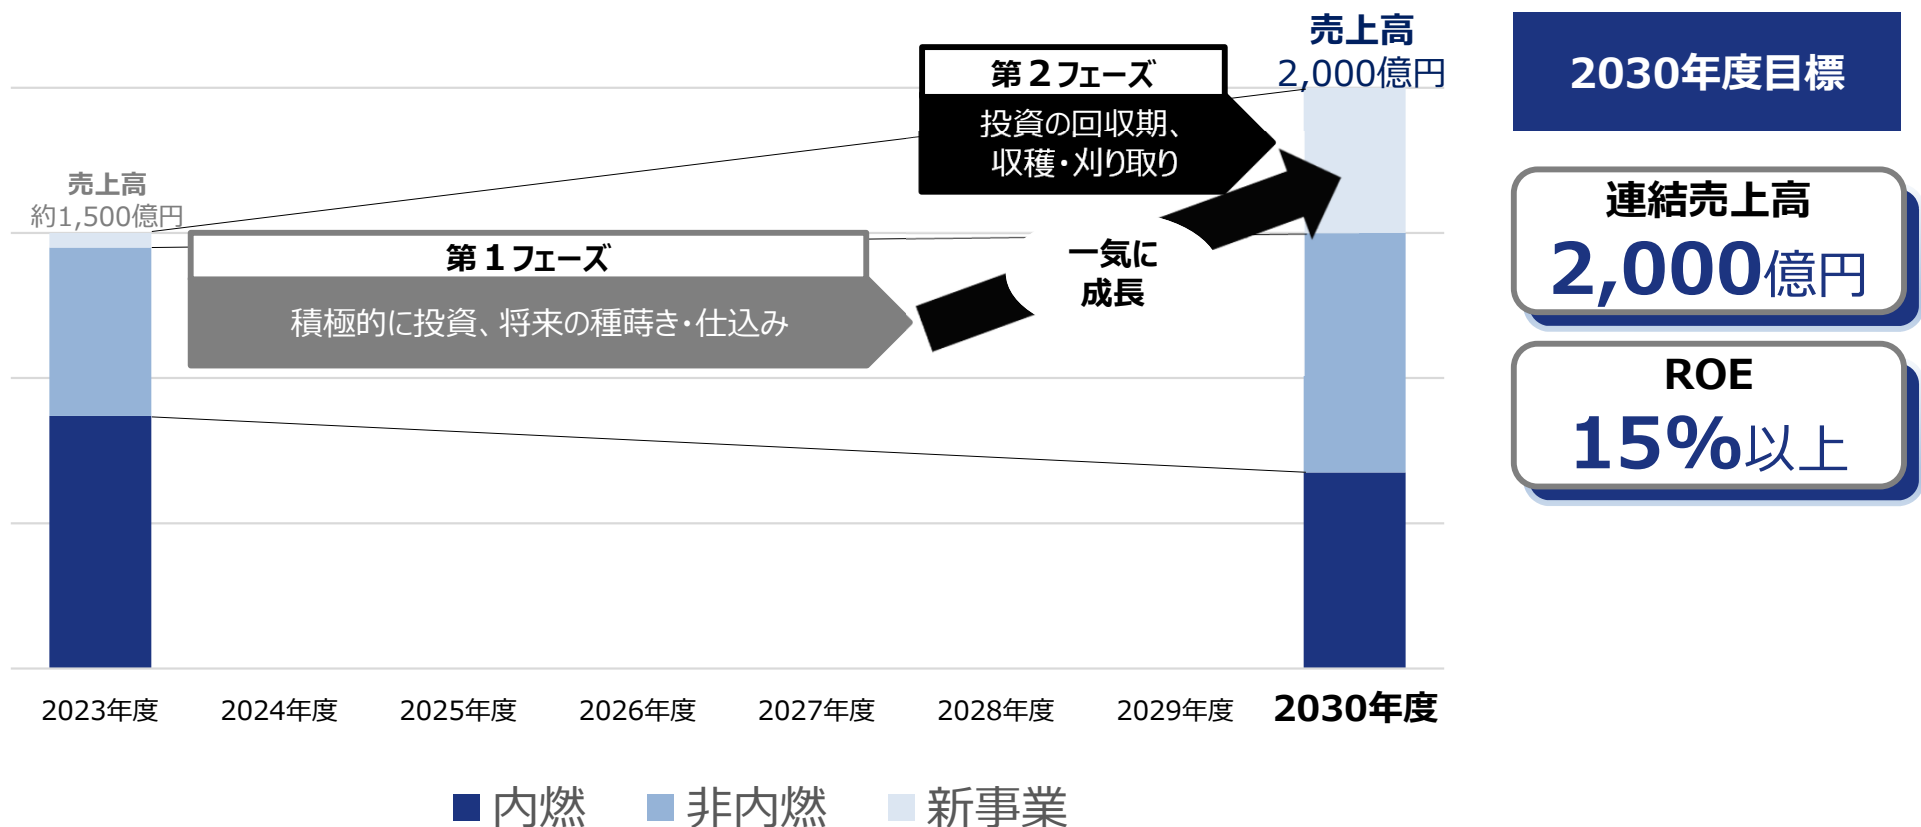 売上高
約1,500億円
第1フェーズ
積極的に投資、将来の種蒔き・仕込み
第2フェーズ
投資の回収期、
収穫・刈り取り
一気に
成長
売上高
2,000億円
2023年度
2024年度
2025年度
2026年度
2027年度
2028年度
2029年度
2030年度
内燃
非内燃
新事業
2030年度目標
連結売上高
2,000億円
ROE
15%以上